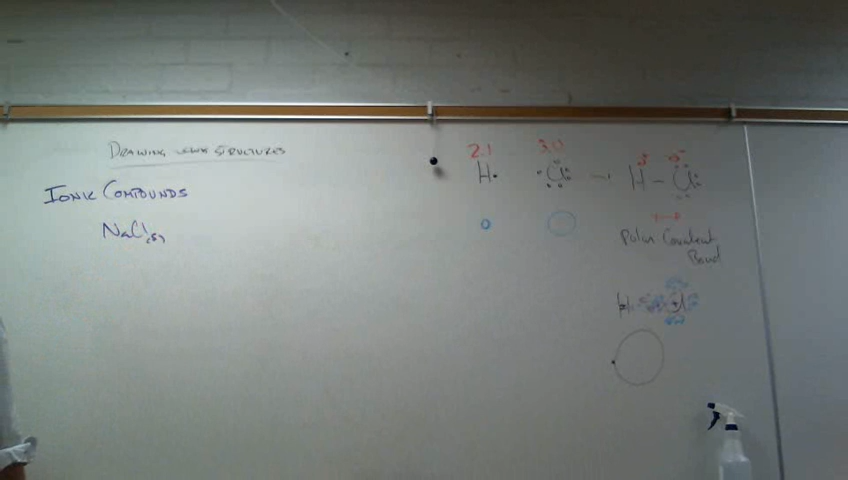 DRAWING LEWIS STRUCTURES
IONIC COMPOUNDS
NaCl(s)
2.1 3.0
H· Cl → H – Cl
Polar Covalent
Bond